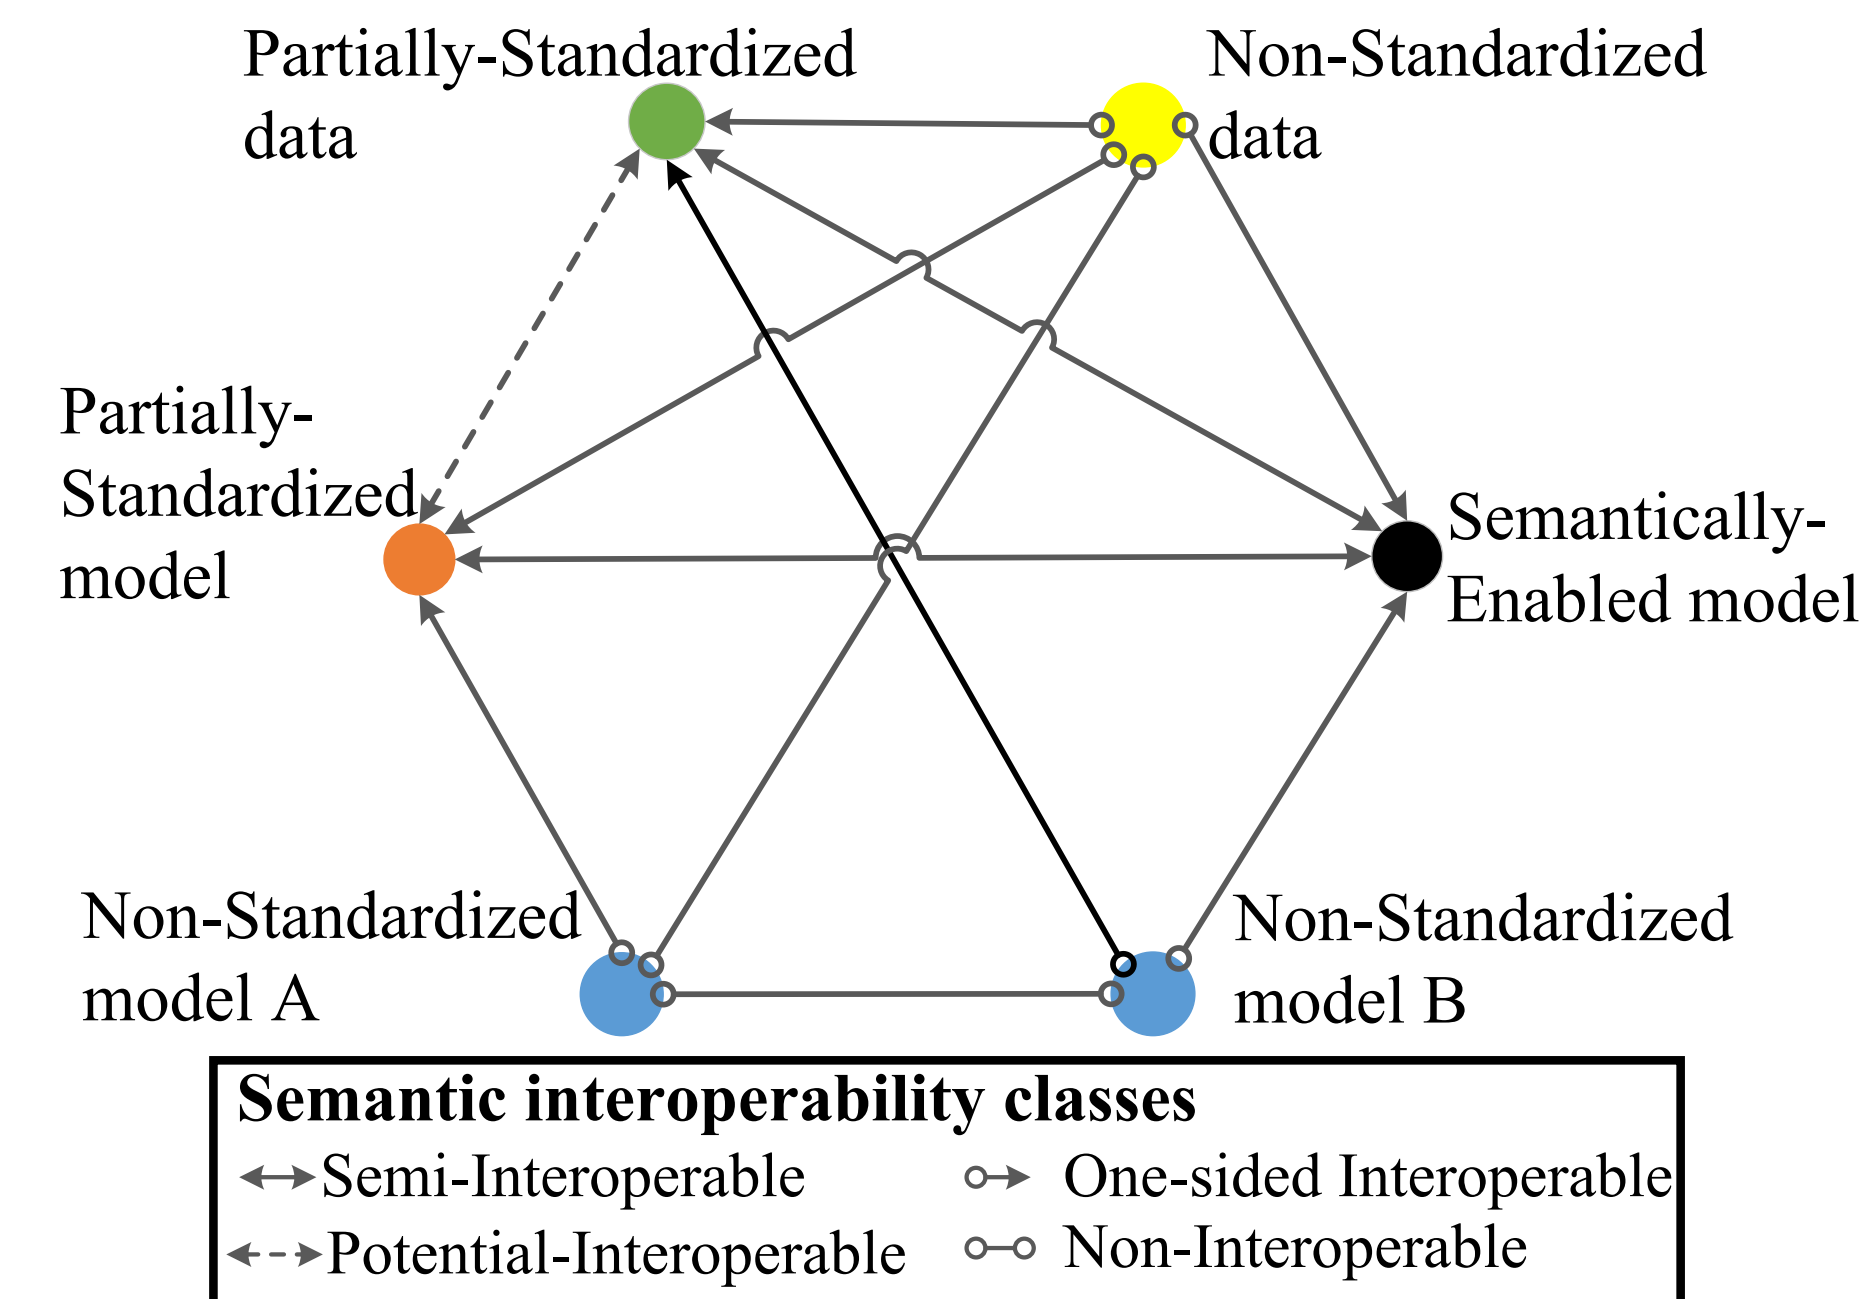 Partially-Standardized
data
Non-Standardized
data
Partially-
Standardized
model
Semantically-
Enabled model
Non-Standardized
model A
Non-Standardized
model B
Semantic interoperability classes
Semi-Interoperable
One-sided Interoperable
Potential-Interoperable
Non-Interoperable